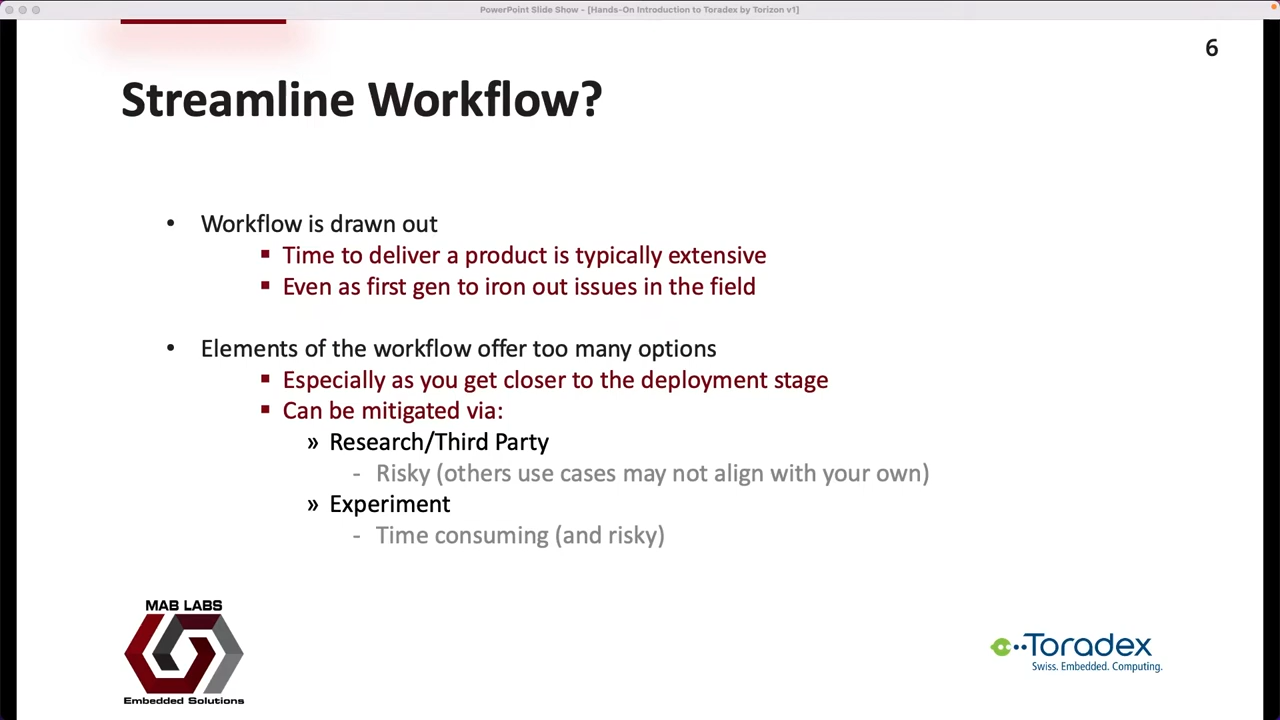 PowerPoint Slide Show - [Hands-On Introduction to Toradex by Torizon v1]
6
Streamline Workflow?
• Workflow is drawn out
▪ Time to deliver a product is typically extensive
▪ Even as first gen to iron out issues in the field
• Elements of the workflow offer too many options
▪ Especially as you get closer to the deployment stage
▪ Can be mitigated via:
» Research/Third Party
- Risky (others use cases may not align with your own)
» Experiment
- Time consuming (and risky)
MAB LABS
Embedded Solutions
Toradex
Swiss. Embedded. Computing.